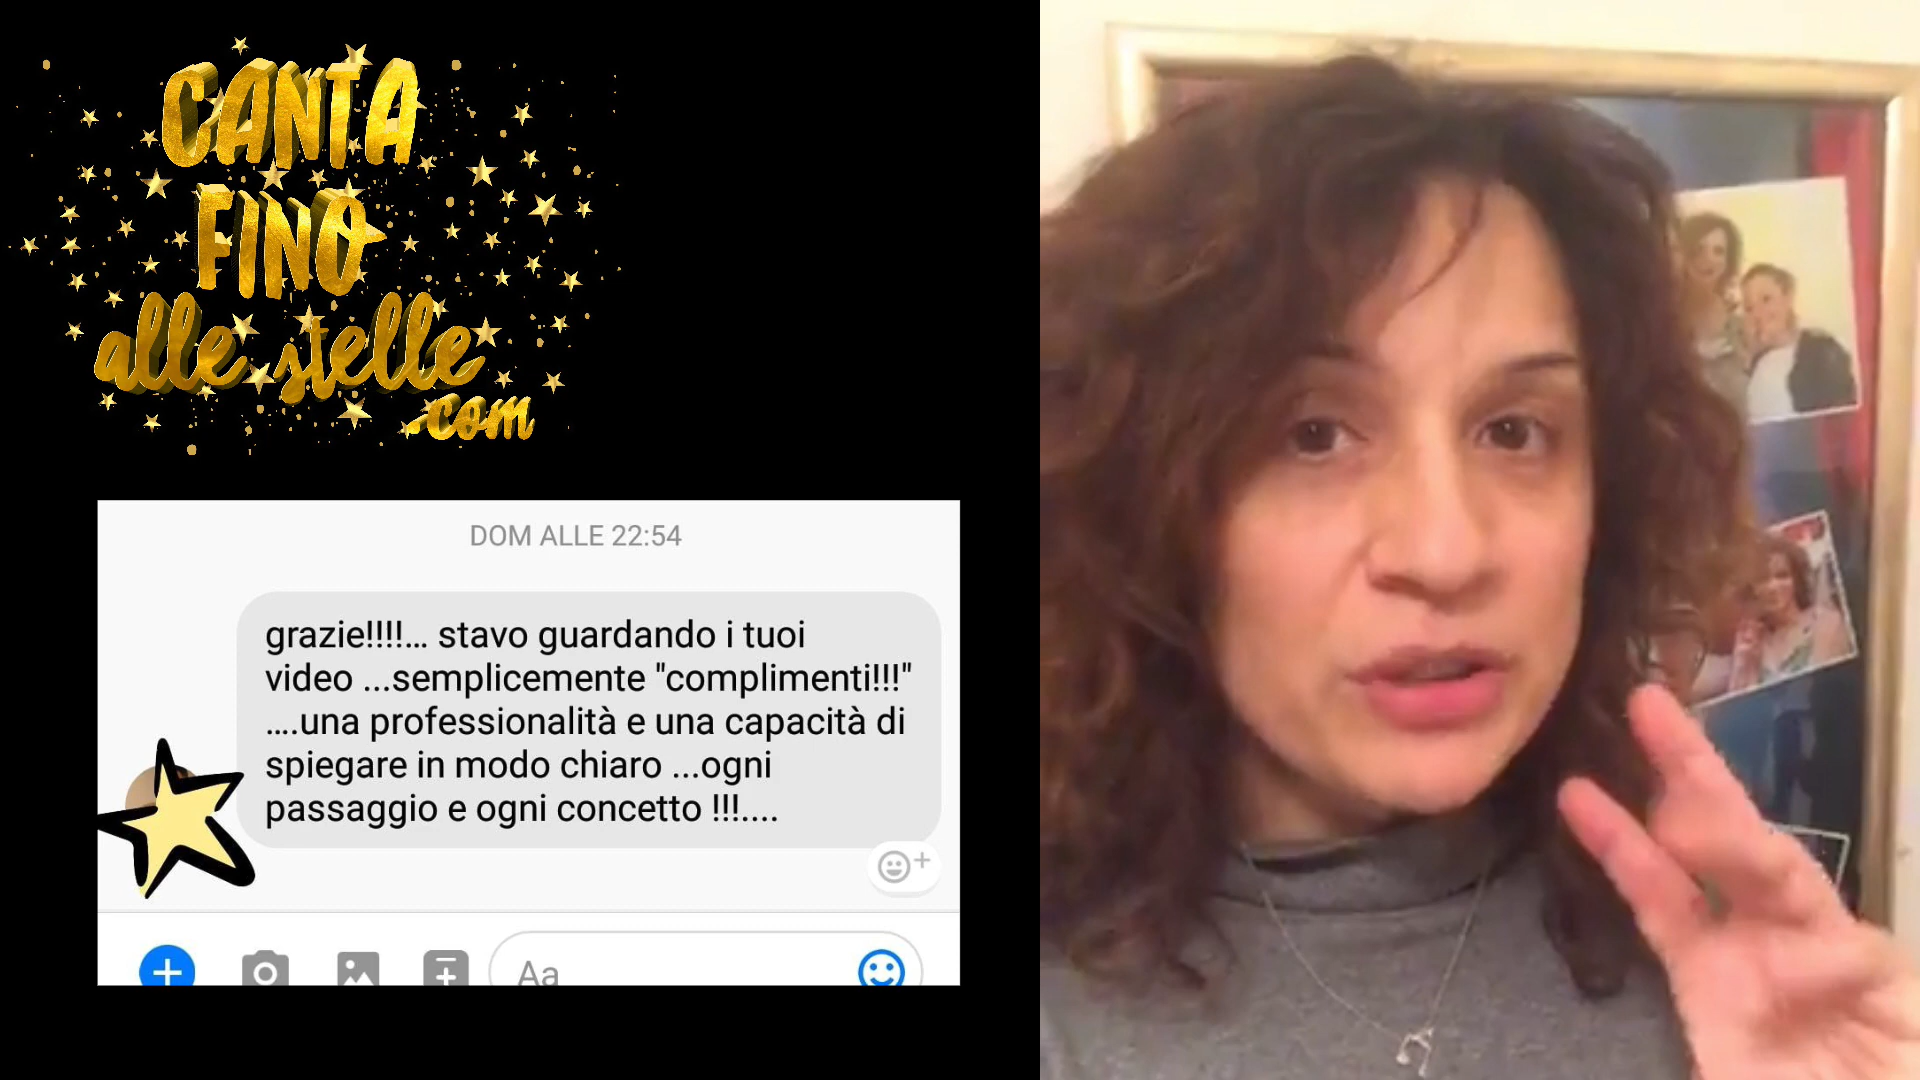 CANTA
FINO
alle stelle
.com
DOM ALLE 22:54
grazie!!!!... stavo guardando i tuoi
video ...semplicemente "complimenti!!!"
....una professionalità e una capacità di
spiegare in modo chiaro ...ogni
passaggio e ogni concetto !!!....
Aa